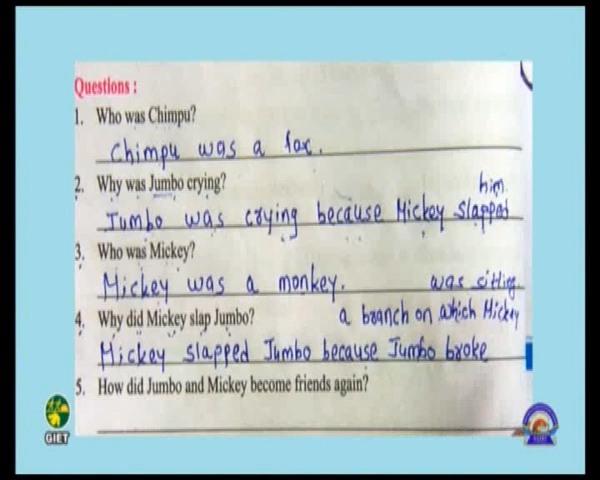 Questions :
1. Who was Chimpu?
Chimpu was a fox.
2. Why was Jumbo crying?
him.
Jumbo was crying because Mickey slapped
3. Who was Mickey?
Mickey was a monkey.
was sitting.
4. Why did Mickey slap Jumbo?
a branch on which Mickey
Mickey slapped Jumbo because Jumbo broke
5. How did Jumbo and Mickey become friends again?
GIET